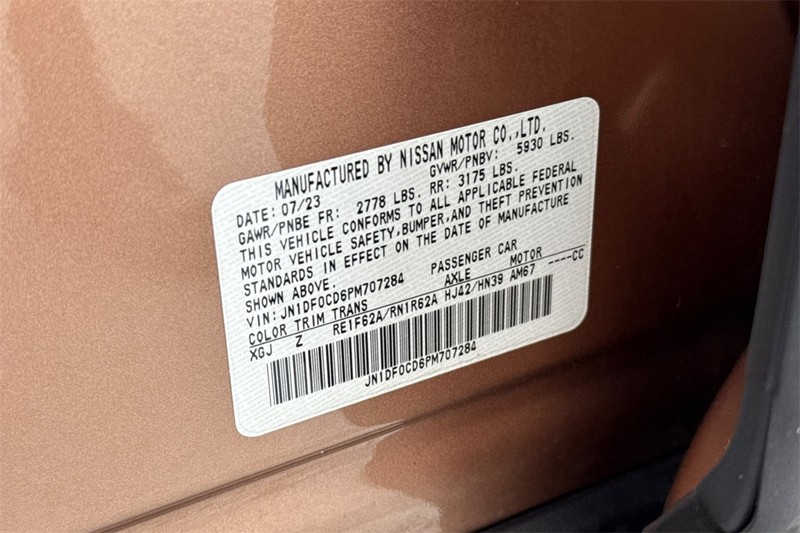 MANUFACTURED BY NISSAN MOTOR CO.,LTD.
DATE: 07/23 GVWR/PNBV: 5930 LBS.
GAWR/PNBE FR: 2778 LBS. RR: 3175 LBS.
THIS VEHICLE CONFORMS TO ALL APPLICABLE FEDERAL
MOTOR VEHICLE SAFETY,BUMPER,AND THEFT PREVENTION
STANDARDS IN EFFECT ON THE DATE OF MANUFACTURE
SHOWN ABOVE.
VIN: JN1DF0CD6PM707284 PASSENGER CAR
COLOR TRIM TRANS AXLE MOTOR ----CC
XGJ Z RE1F62A/RN1R62A HJ42/HN39 AM67
JN1DF0CD6PM707284